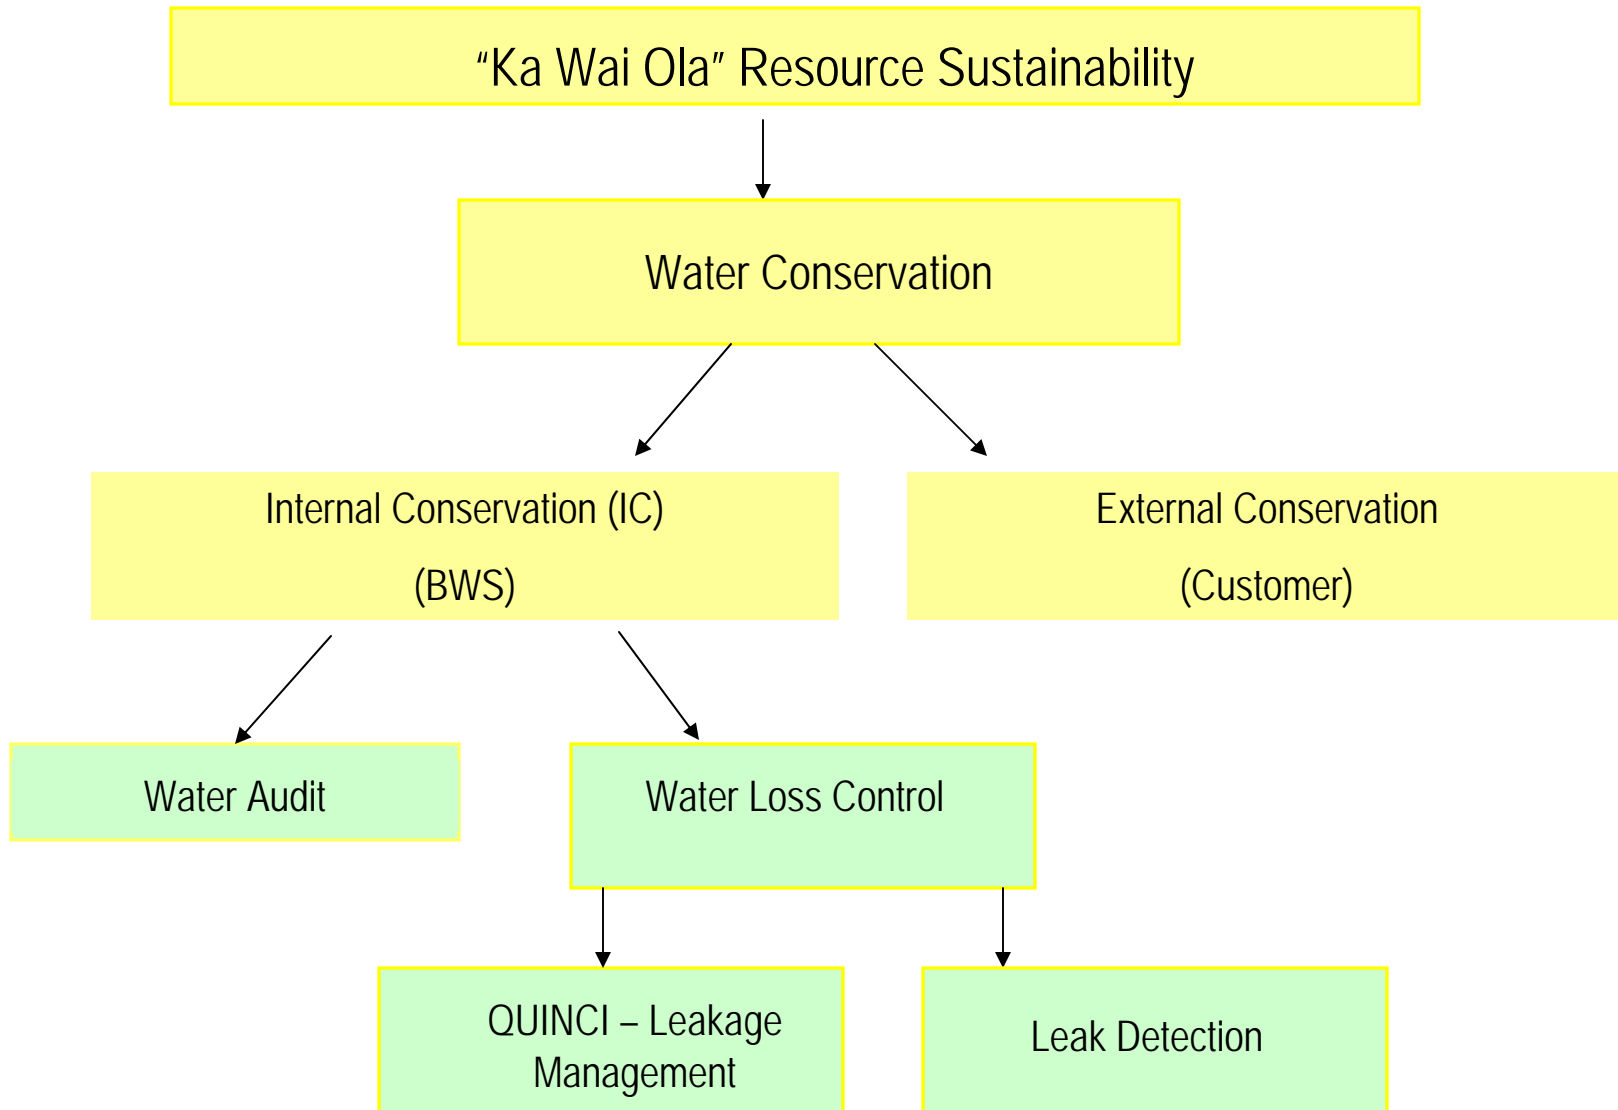 “Ka Wai Ola” Resource Sustainability
Water Conservation
Internal Conservation (IC)
(BWS)
External Conservation
(Customer)
Water Audit
Water Loss Control
QUINCI – Leakage
Management
Leak Detection